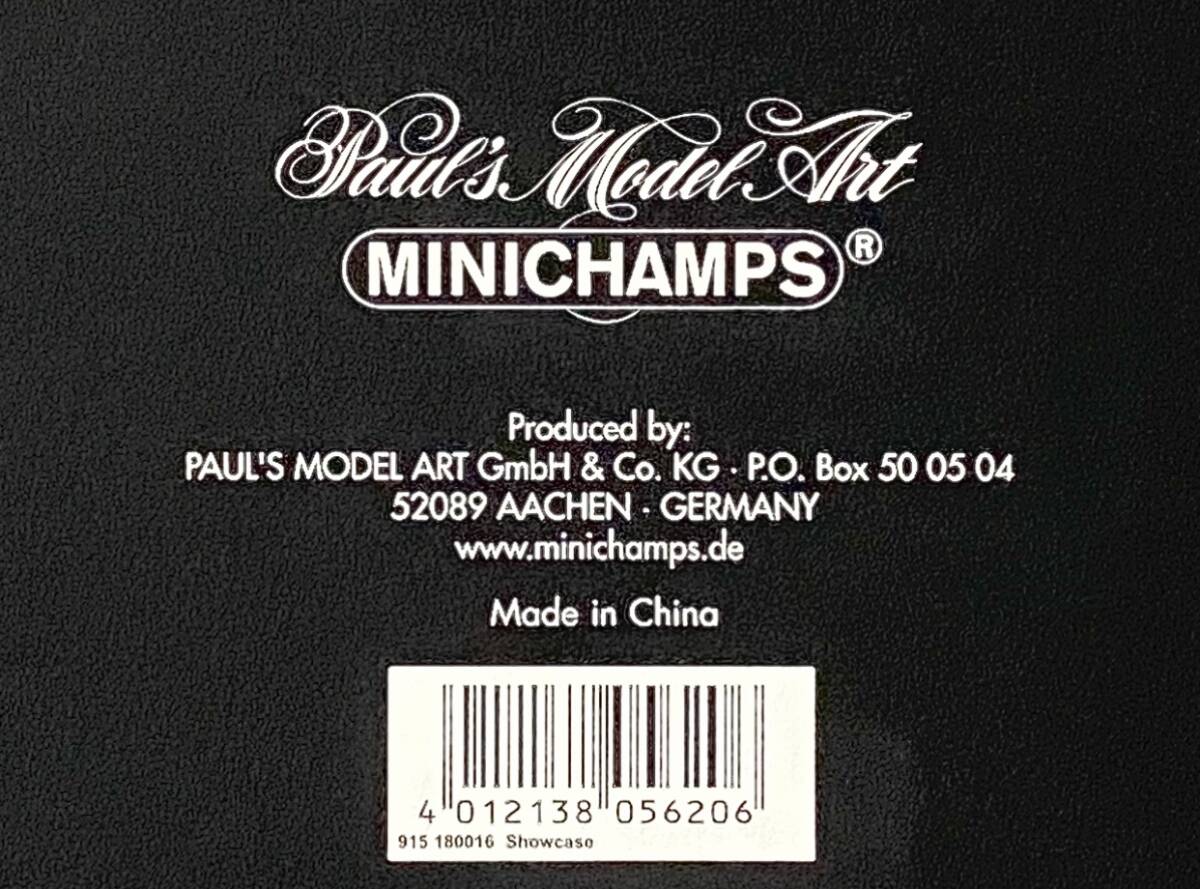 Paul's Model Art
MINICHAMPS®
Produced by:
PAUL'S MODEL ART GmbH & Co. KG · P.O. Box 50 05 04
52089 AACHEN · GERMANY
www.minichamps.de
Made in China
4 012138 056206
915 180016 Showcase